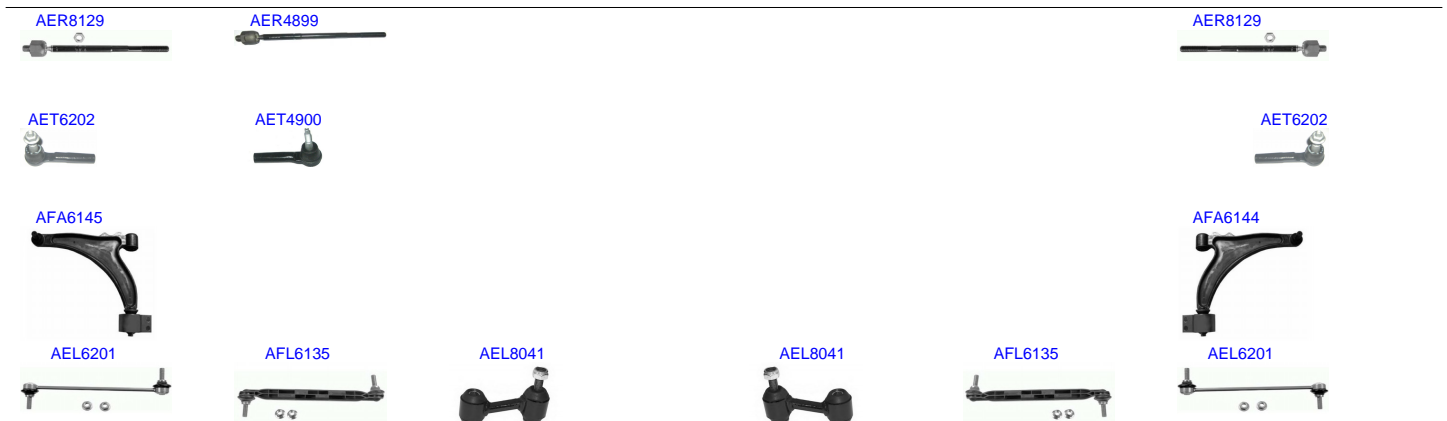 AER8129 AER4899 AER8129
AET6202 AET4900 AET6202
AFA6145 AFA6144
AEL6201 AFL6135 AEL8041 AEL8041 AFL6135 AEL6201